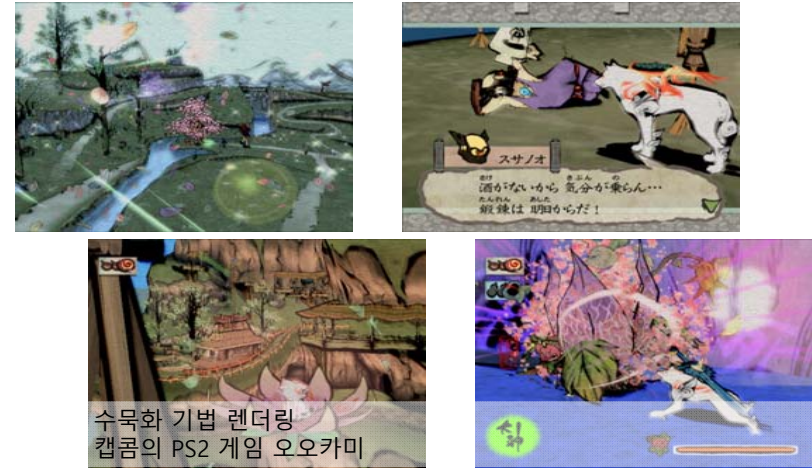 スサノオ
酒がないから 気分が乗らん…
鍛錬は 明日からだ!
수묵화 기법 렌더링
캡콤의 PS2 게임 오오카미